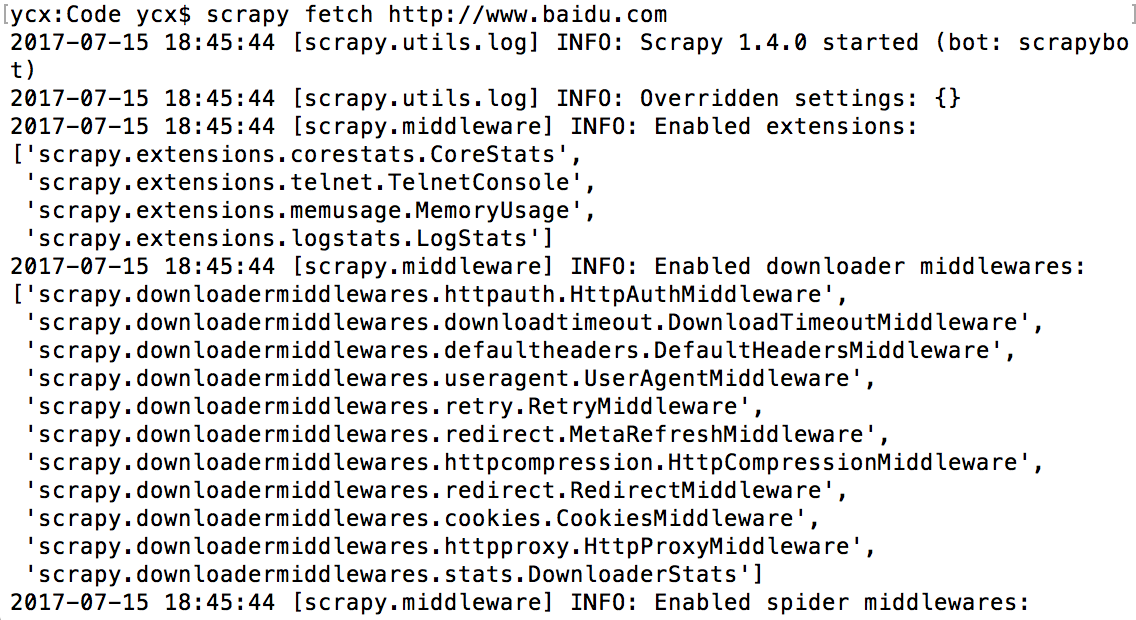 [ycx:Code ycx$ scrapy fetch http://www.baidu.com ]
2017-07-15 18:45:44 [scrapy.utils.log] INFO: Scrapy 1.4.0 started (bot: scrapybo
t)
2017-07-15 18:45:44 [scrapy.utils.log] INFO: Overridden settings: {}
2017-07-15 18:45:44 [scrapy.middleware] INFO: Enabled extensions:
['scrapy.extensions.corestats.CoreStats',
 'scrapy.extensions.telnet.TelnetConsole',
 'scrapy.extensions.memusage.MemoryUsage',
 'scrapy.extensions.logstats.LogStats']
2017-07-15 18:45:44 [scrapy.middleware] INFO: Enabled downloader middlewares:
['scrapy.downloadermiddlewares.httpauth.HttpAuthMiddleware',
 'scrapy.downloadermiddlewares.downloadtimeout.DownloadTimeoutMiddleware',
 'scrapy.downloadermiddlewares.defaultheaders.DefaultHeadersMiddleware',
 'scrapy.downloadermiddlewares.useragent.UserAgentMiddleware',
 'scrapy.downloadermiddlewares.retry.RetryMiddleware',
 'scrapy.downloadermiddlewares.redirect.MetaRefreshMiddleware',
 'scrapy.downloadermiddlewares.httpcompression.HttpCompressionMiddleware',
 'scrapy.downloadermiddlewares.redirect.RedirectMiddleware',
 'scrapy.downloadermiddlewares.cookies.CookiesMiddleware',
 'scrapy.downloadermiddlewares.httpproxy.HttpProxyMiddleware',
 'scrapy.downloadermiddlewares.stats.DownloaderStats']
2017-07-15 18:45:44 [scrapy.middleware] INFO: Enabled spider middlewares: